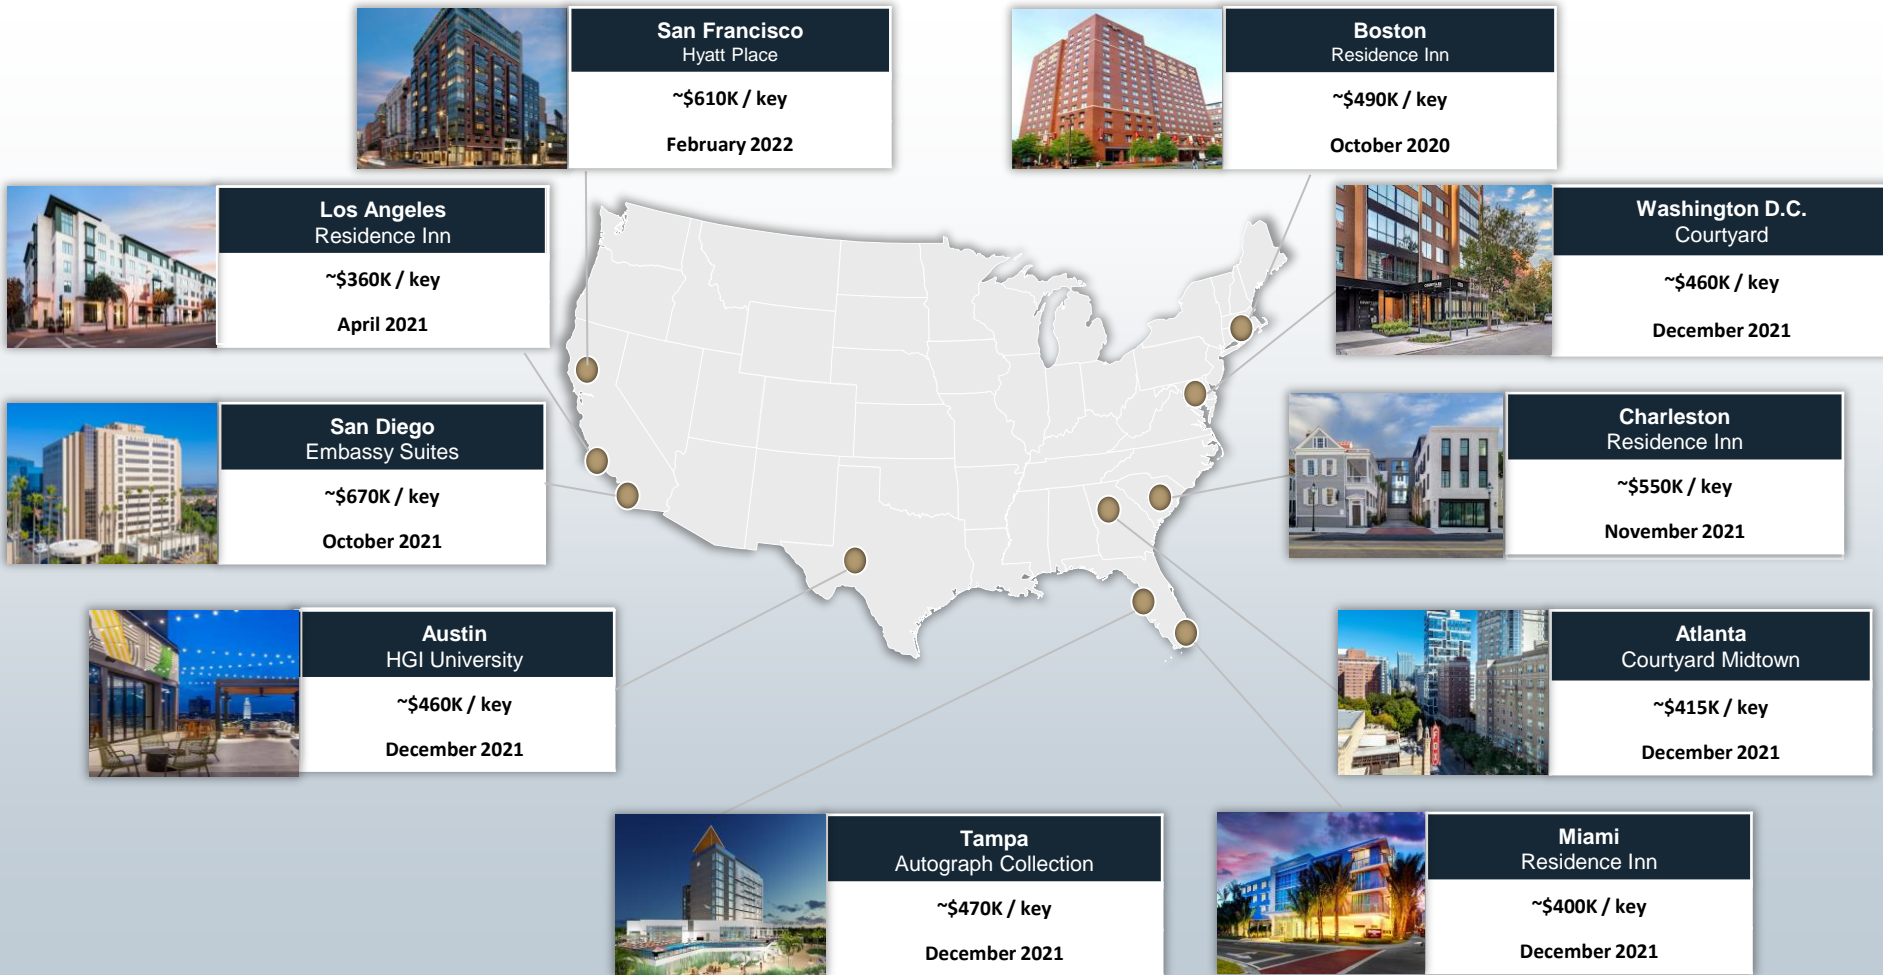 San Francisco
Hyatt Place
~$610K / key
February 2022
Boston
Residence Inn
~$490K / key
October 2020
Los Angeles
Residence Inn
~$360K / key
April 2021
Washington D.C.
Courtyard
~$460K / key
December 2021
San Diego
Embassy Suites
~$670K / key
October 2021
Charleston
Residence Inn
~$550K / key
November 2021
Austin
HGI University
~$460K / key
December 2021
Atlanta
Courtyard Midtown
~$415K / key
December 2021
FOX
Tampa
Autograph Collection
~$470K / key
December 2021
Miami
Residence Inn
~$400K / key
December 2021